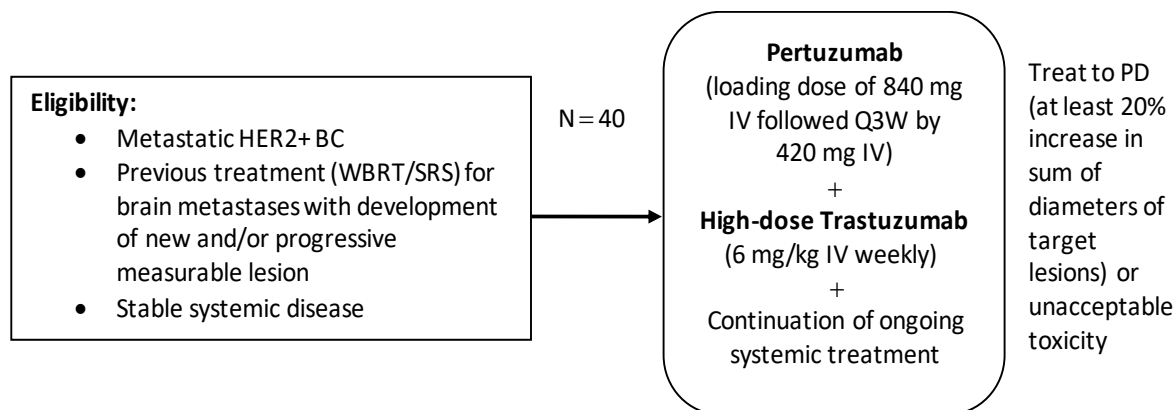 Eligibility:
• Metastatic HER2+ BC
• Previous treatment (WBRT/SRS) for
brain metastases with development
of new and/or progressive
measurable lesion
• Stable systemic disease
N = 40
Pertuzumab
(loading dose of 840 mg
IV followed Q3W by
420 mg IV)
+
High-dose Trastuzumab
(6 mg/kg IV weekly)
+
Continuation of ongoing
systemic treatment
Treat to PD
(at least 20%
increase in
sum of
diameters of
target
lesions) or
unacceptable
toxicity